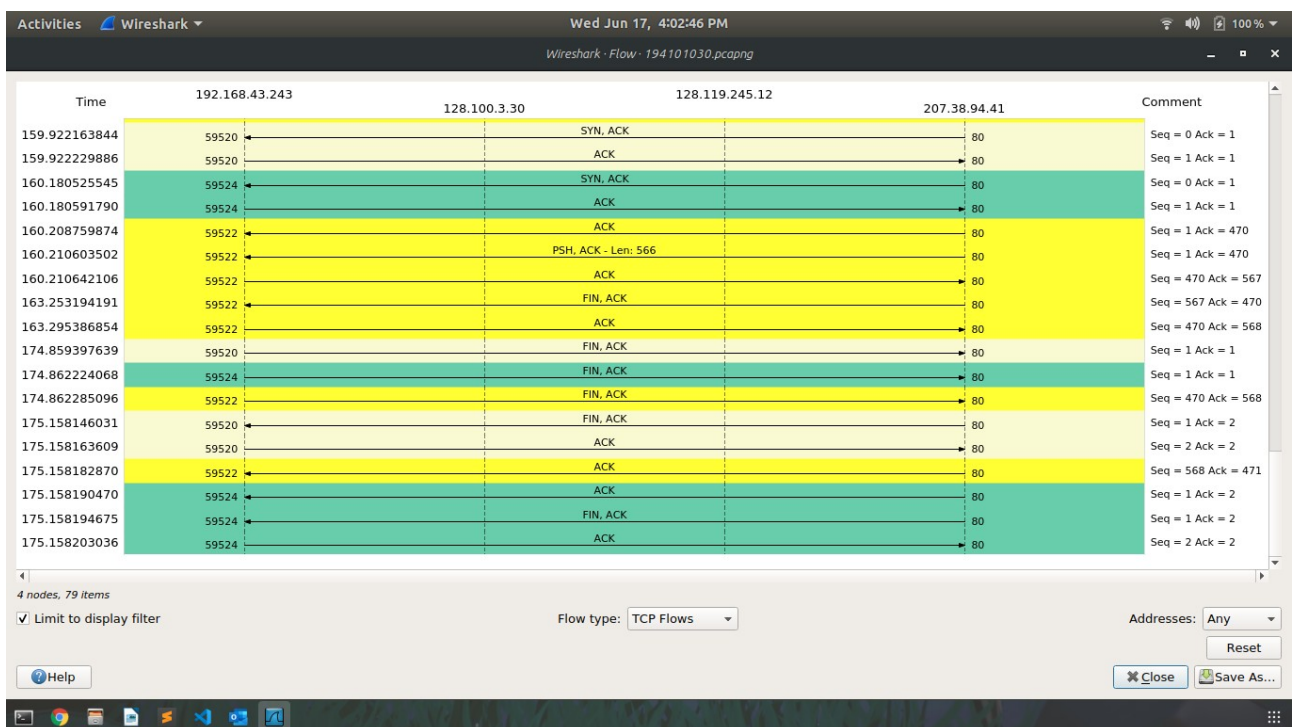 Activities Wireshark Wed Jun 17, 4:02:46 PM 100 %
Wireshark · Flow · 194101030.pcapng
Time 192.168.43.243 128.100.3.30 128.119.245.12 207.38.94.41 Comment
159.922163844 59520 SYN, ACK 80 Seq = 0 Ack = 1
159.922229886 59520 ACK 80 Seq = 1 Ack = 1
160.180525545 59524 SYN, ACK 80 Seq = 0 Ack = 1
160.180591790 59524 ACK 80 Seq = 1 Ack = 1
160.208759874 59522 ACK 80 Seq = 1 Ack = 470
160.210603502 59522 PSH, ACK - Len: 566 80 Seq = 1 Ack = 470
160.210642106 59522 ACK 80 Seq = 470 Ack = 567
163.253194191 59522 FIN, ACK 80 Seq = 567 Ack = 470
163.295386854 59522 ACK 80 Seq = 470 Ack = 568
174.859397639 59520 FIN, ACK 80 Seq = 1 Ack = 1
174.862224068 59524 FIN, ACK 80 Seq = 1 Ack = 1
174.862285096 59522 FIN, ACK 80 Seq = 470 Ack = 568
175.158146031 59520 FIN, ACK 80 Seq = 1 Ack = 2
175.158163609 59520 ACK 80 Seq = 2 Ack = 2
175.158182870 59522 ACK 80 Seq = 568 Ack = 471
175.158190470 59524 ACK 80 Seq = 1 Ack = 2
175.158194675 59524 FIN, ACK 80 Seq = 1 Ack = 2
175.158203036 59524 ACK 80 Seq = 2 Ack = 2
4 nodes, 79 items
Limit to display filter Flow type: TCP Flows Addresses: Any
Reset
Help Close Save As...